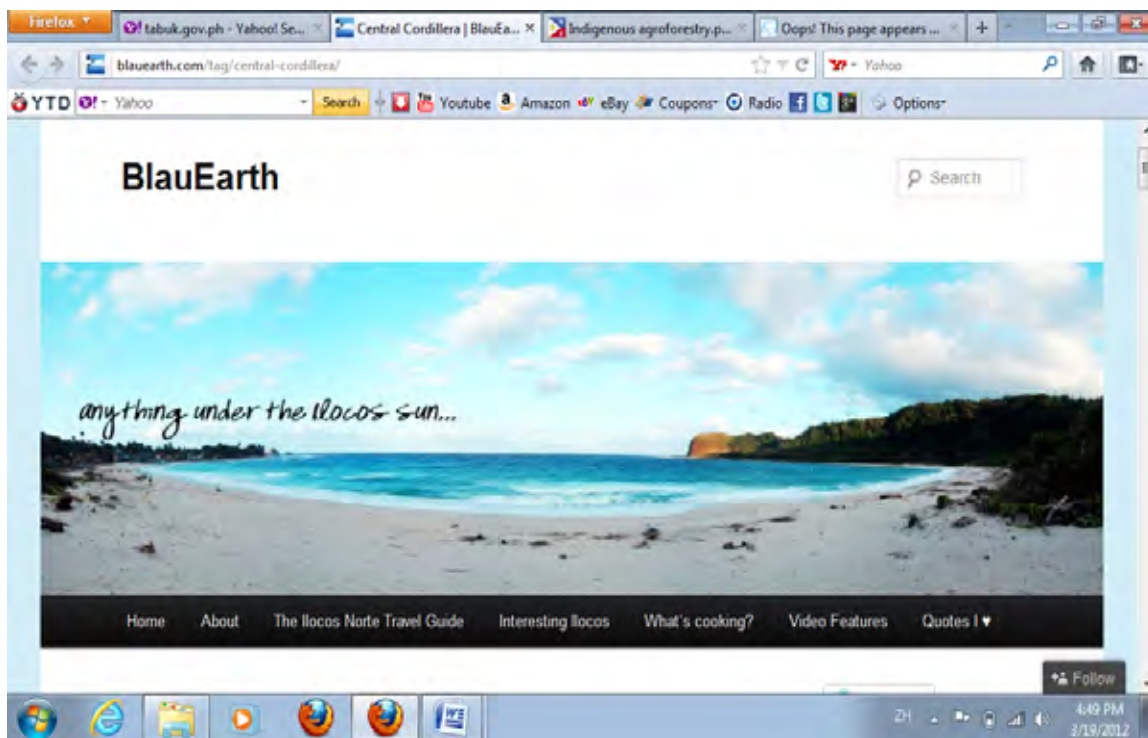 Firefox
tabuk.gov.ph - Yahoo! Se...
Central Cordillera | BlauEa...
Indigenous agroforestry.p...
Oops! This page appears ...
blauearth.com/tag/central-cordillera/
Yahoo
YTD
Yahoo
Search
Youtube
Amazon
eBay
Coupons
Radio
Options
BlauEarth
Search
anything under the Ilocos sun...
Home About The Ilocos Norte Travel Guide Interesting Ilocos What's cooking? Video Features Quotes I ♥
Follow
ZH
4:49 PM
3/19/2012